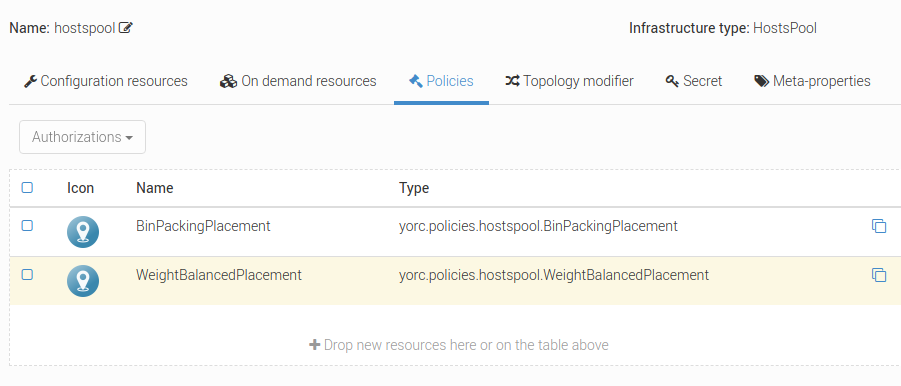 Name: hostspool Infrastructure type: HostsPool
Configuration resources On demand resources Policies Topology modifier Secret Meta-properties
Authorizations
Icon Name Type
BinPackingPlacement yorc.policies.hostspool.BinPackingPlacement
WeightBalancedPlacement yorc.policies.hostspool.WeightBalancedPlacement
Drop new resources here or on the table above